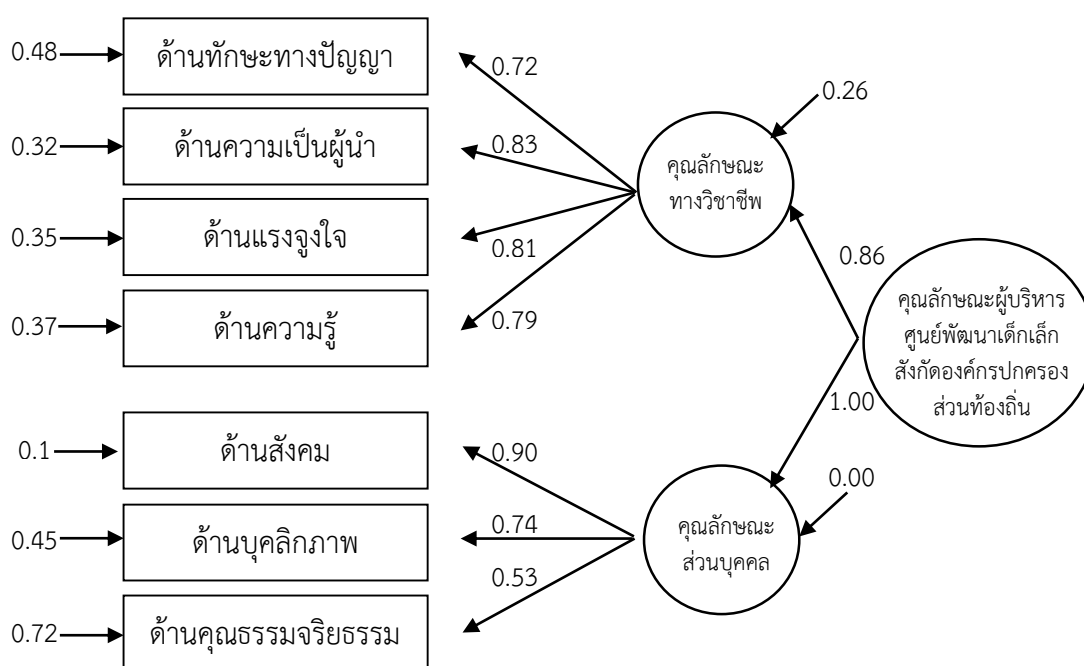 0.48
ด้านทักษะทางปัญญา
0.72
0.26
0.32
ด้านความเป็นผู้นำ
0.83
คุณลักษณะ
ทางวิชาชีพ
0.35
ด้านแรงจูงใจ
0.81
0.86
0.37
ด้านความรู้
0.79
คุณลักษณะผู้บริหาร
ศูนย์พัฒนาเด็กเล็ก
สังกัดองค์กรปกครอง
ส่วนท้องถิ่น
1.00
0.1
ด้านสังคม
0.90
0.00
0.45
ด้านบุคลิกภาพ
0.74
คุณลักษณะ
ส่วนบุคคล
0.53
0.72
ด้านคุณธรรมจริยธรรม